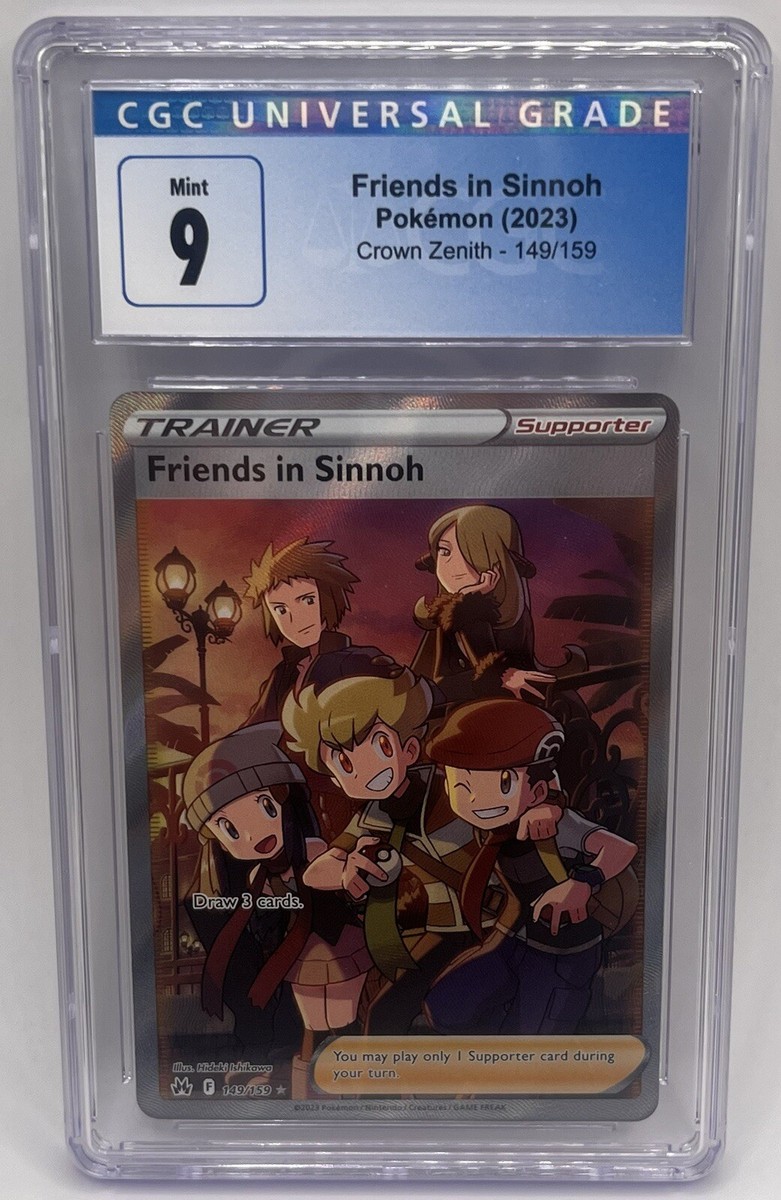 CGC UNIVERSAL GRADE
Mint
9
Friends in Sinnoh
Pokémon (2023)
Crown Zenith - 149/159
TRAINER
Supporter
Friends in Sinnoh
Draw 3 cards.
You may play only 1 Supporter card during
your turn.
Illus. Hideki Ishikawa
F 149/159
©2023 Pokémon / Nintendo / Creatures / GAME FREAK